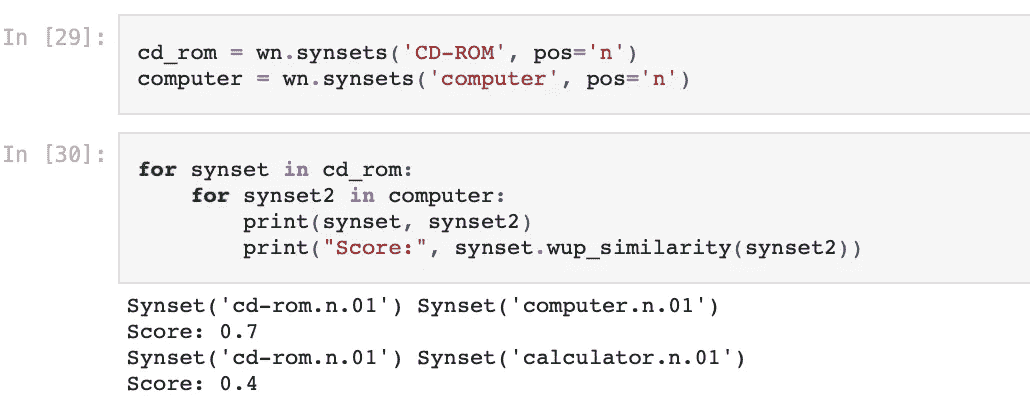 In [29]:
cd_rom = wn.synsets('CD-ROM', pos='n')
computer = wn.synsets('computer', pos='n')
In [30]:
for synset in cd_rom:
    for synset2 in computer:
        print(synset, synset2)
        print("Score:", synset.wup_similarity(synset2))
Synset('cd-rom.n.01') Synset('computer.n.01')
Score: 0.7
Synset('cd-rom.n.01') Synset('calculator.n.01')
Score: 0.4